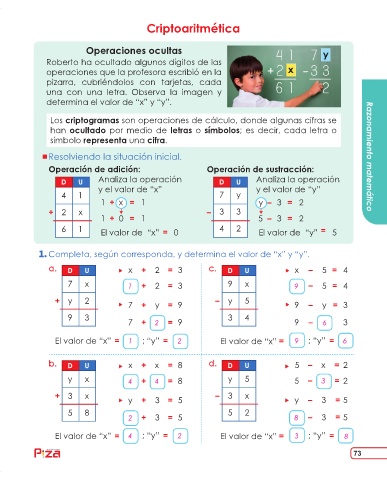 Criptoaritmética
Operaciones ocultas
Roberto ha ocultado algunos dígitos de las
operaciones que la profesora escribió en la
pizarra, cubriéndolos con tarjetas, cada
una con una letra. Observa la imagen y
determina el valor de “x” y “y”.
4 1 7 y
+ 2 x - 3 3
6 1 2
Los criptogramas son operaciones de cálculo, donde algunas cifras se
han ocultado por medio de letras o símbolos; es decir, cada letra o
símbolo representa una cifra.
Razonamiento matemático
Resolviendo la situación inicial.
Operación de adición: Operación de sustracción:
D U Analiza la operación D U Analiza la operación
4 1 y el valor de “x” 7 y y el valor de “y”
1 + x = 1 y - 3 = 2
+ 2 x 1 + 0 = 1 - 3 3 5 - 3 = 2
6 1 El valor de “x” = 0 4 2 El valor de “y” = 5
1. Completa, según corresponda, y determina el valor de “x” y “y”.
a. D U ▸ x + 2 = 3 c. D U ▸ x - 5 = 4
7 x 1 + 2 = 3 9 x 9 - 5 = 4
+ y 2 ▸ 7 + y = 9 - y 5 ▸ 9 - y = 3
9 3 7 + 2 = 9 3 4 9 - 6 3
El valor de “x” = 1 ; “y” = 2 El valor de “x” = 9 ; “y” = 6
b. D U ▸ x + x = 8 d. D U ▸ 5 - x = 2
y x 4 + 4 = 8 y 5 5 - 3 = 2
+ 3 x ▸ y + 3 = 5 - 3 x ▸ y - 3 = 5
5 8 2 + 3 = 5 5 2 8 - 3 = 5
El valor de “x” = 4 ; “y” = 2 El valor de “x” = 3 ; “y” = 8
Piza 73